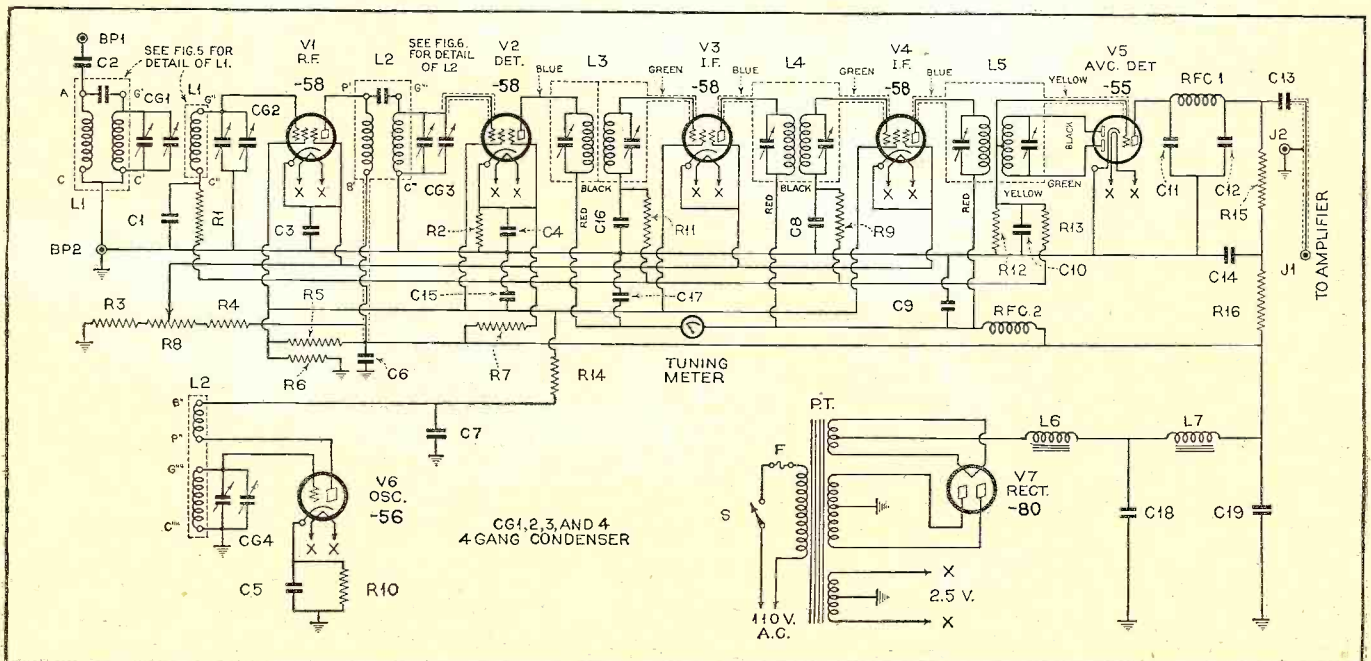 BP1
C2
SEE FIG.5 FOR
DETAIL OF L1.
A
G'
CG1
C
C'
L1
L1
G"
CG2
C"
C1
R1
BP2
V1
R.F.
-58
X X
C3
L2
SEE FIG.6.
FOR DETAIL
OF L2
P'
G'''
B'
C'''
CG3
V2
DET.
-58
X X
R2
C4
BLUE
L3
GREEN
RED
BLACK
C16
R11
V3
I.F.
-58
X X
BLUE
L4
GREEN
RED
BLACK
C8
R9
V4
I.F.
-58
X X
BLUE
L5
YELLOW
BLACK
RED
YELLOW
GREEN
V5
AVC. DET
-55
X X
R12
C10
R13
RFC 1
C11
C12
C13
R15
J2
J1
TO AMPLIFIER
C14
R16
R3
R8
R4
R5
R6
C6
C15
R7
C17
R14
TUNING
METER
C9
RFC.2
L2
B"
P"
G''''
C''''
CG4
V6
OSC.
-56
X X
C5
R10
C7
CG1,2,3,AND 4
4 GANG CONDENSER
P.T.
F
S
110 V.
A.C.
V7
RECT.
-80
X
2.5 V.
X
L6
L7
C18
C19